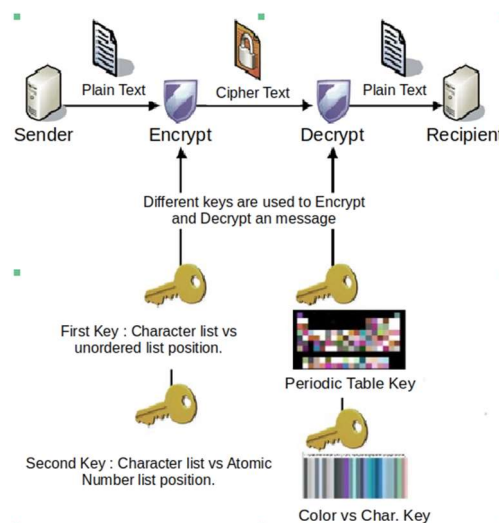 Plain Text
Cipher Text
Plain Text
Sender
Encrypt
Decrypt
Recipient
Different keys are used to Encrypt
and Decrypt an message
First Key : Character list vs
unordered list position.
Periodic Table Key
Second Key : Character list vs Atomic
Number list position.
Color vs Char. Key